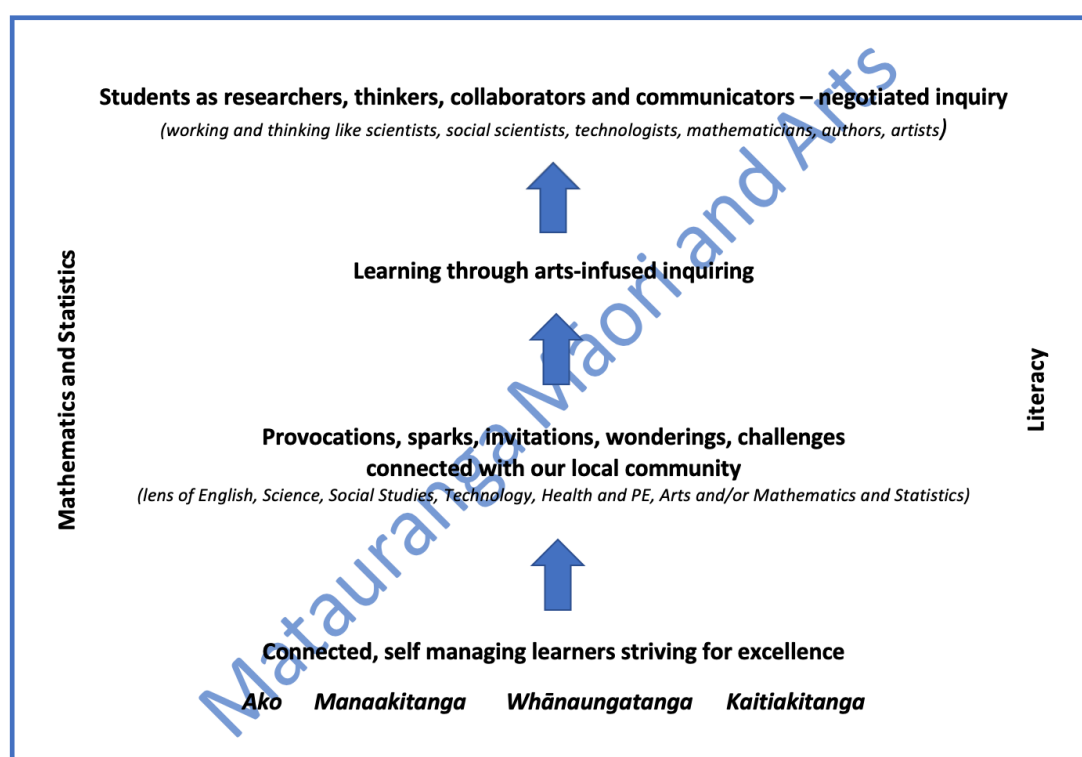 Students as researchers, thinkers, collaborators and communicators – negotiated inquiry
(working and thinking like scientists, social scientists, technologists, mathematicians, authors, artists)
Learning through arts-infused inquiring
Mathematics and Statistics
Literacy
Provocations, sparks, invitations, wonderings, challenges
connected with our local community
(lens of English, Science, Social Studies, Technology, Health and PE, Arts and/or Mathematics and Statistics)
Connected, self managing learners striving for excellence
Ako Manaakitanga Whānaungatanga Kaitiakitanga
Matauranga Māori and Arts